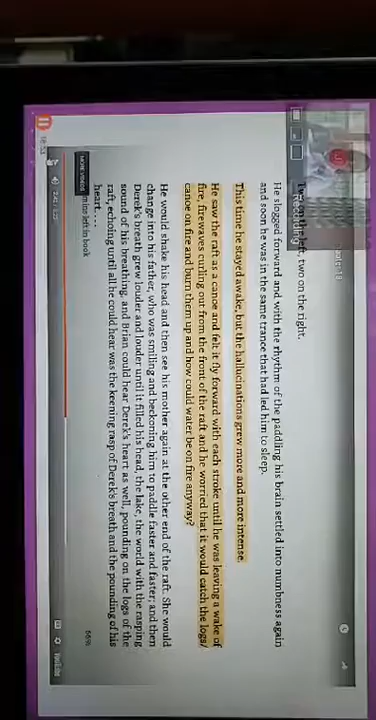 left, two on the right.
He slogged forward and with the rhythm of the paddling his brain settled into numbness again
and soon he was in the same trance that had led him to sleep.
This time he stayed awake, but the hallucinations grew more and more intense.
He saw the raft as a canoe and felt it fly forward with each stroke until he was leaving a wake of
fire, firewaves curling out from the front of the raft and he worried that it would catch the logs/
canoe on fire and burn them up and how could water be on fire anyway?
He would shake his head and then see his mother again at the other end of the raft. She would
change into his father, who was smiling and beckoning him to paddle faster and faster; and then
Derek's breath grew louder and louder until it filled his head, the lake, the world with the rasping
sound of his breathing, and Brian could hear Derek's heart as well, pounding on the logs of the
raft, echoing until all he could hear was the keening rasp of Derek's breath and the pounding of his
heart....
left in book
MORE VIDEOS
YouTube